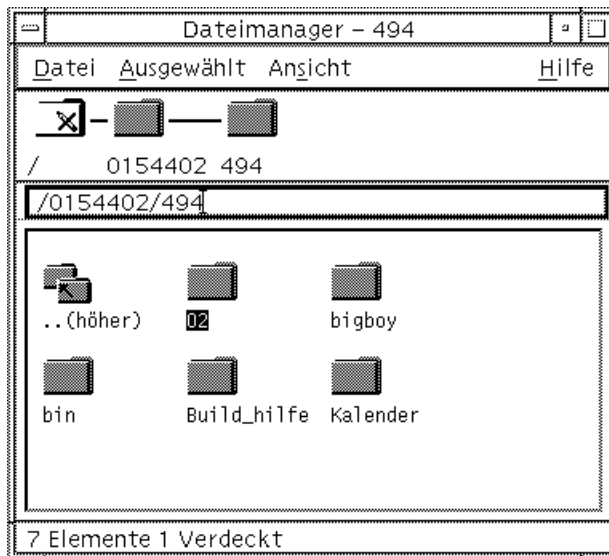 Dateimanager – 494
Datei Ausgewählt Ansicht Hilfe
/ 0154402 494
/0154402/494
..(höher) 02 bigboy
bin Build_hilfe Kalender
7 Elemente 1 Verdeckt